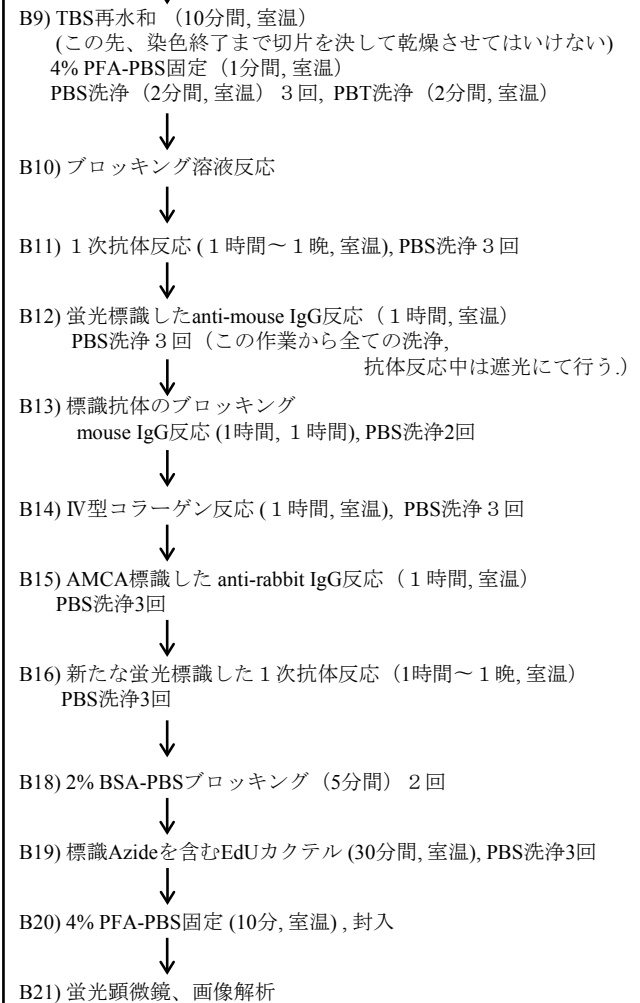 B9) TBS再水和 （10分間, 室温）
(この先、染色終了まで切片を決して乾燥させてはいけない)
4% PFA-PBS固定（1分間, 室温）
PBS洗浄（2分間, 室温）３回, PBT洗浄（2分間, 室温）
B10) ブロッキング溶液反応
B11) １次抗体反応 (１時間～１晩, 室温), PBS洗浄３回
B12) 蛍光標識したanti-mouse IgG反応（１時間, 室温）
PBS洗浄３回（この作業から全ての洗浄,
抗体反応中は遮光にて行う.）
B13) 標識抗体のブロッキング
mouse IgG反応 (1時間, １時間), PBS洗浄2回
B14) Ⅳ型コラーゲン反応 (１時間, 室温), PBS洗浄３回
B15) AMCA標識した anti-rabbit IgG反応（１時間, 室温）
PBS洗浄3回
B16) 新たな蛍光標識した１次抗体反応（1時間～１晩, 室温）
PBS洗浄3回
B18) 2% BSA-PBSブロッキング（5分間）２回
B19) 標識Azideを含むEdUカクテル (30分間, 室温), PBS洗浄3回
B20) 4% PFA-PBS固定 (10分, 室温) , 封入
B21) 蛍光顕微鏡、画像解析